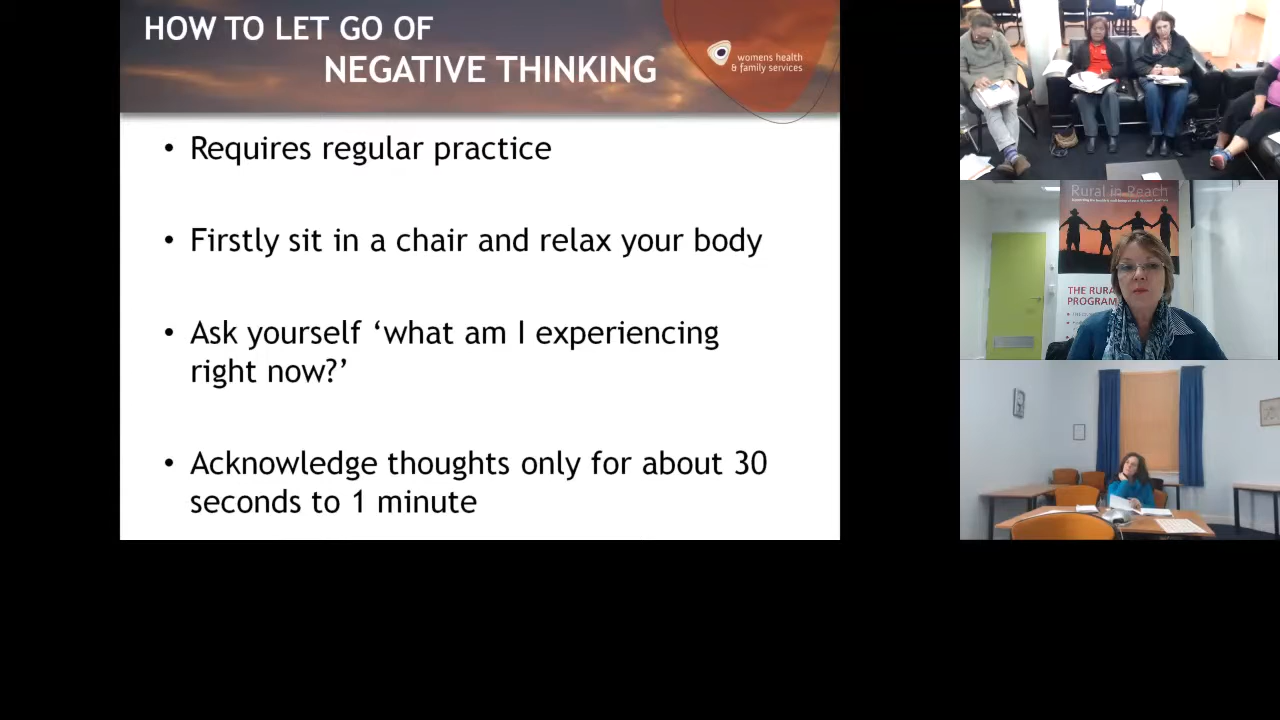 HOW TO LET GO OF
NEGATIVE THINKING
womens health
& family services
• Requires regular practice
• Firstly sit in a chair and relax your body
• Ask yourself ‘what am I experiencing
right now?’
• Acknowledge thoughts only for about 30
seconds to 1 minute
Rural in Reach
THE RURA
PROGRAM